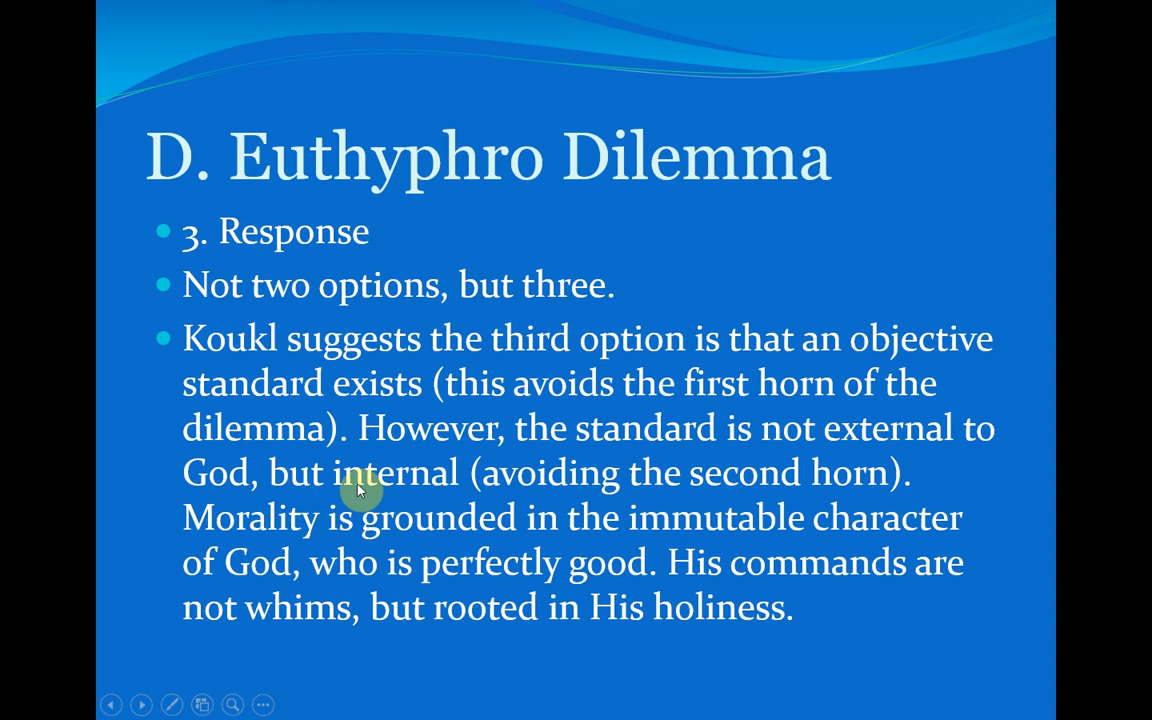 D. Euthyphro Dilemma
3. Response
Not two options, but three.
Koukl suggests the third option is that an objective
standard exists (this avoids the first horn of the
dilemma). However, the standard is not external to
God, but internal (avoiding the second horn).
Morality is grounded in the immutable character
of God, who is perfectly good. His commands are
not whims, but rooted in His holiness.